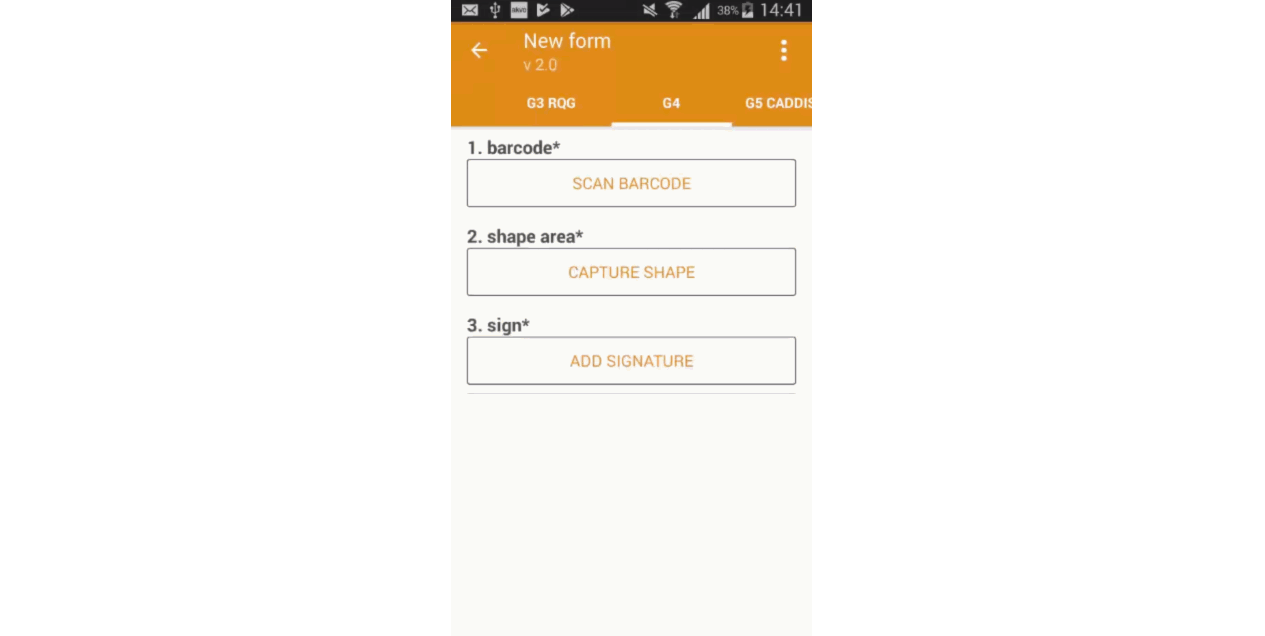 38% 14:41
New form
v 2.0
G3 RQG G4 G5 CADDIS
1. barcode*
SCAN BARCODE
2. shape area*
CAPTURE SHAPE
3. sign*
ADD SIGNATURE